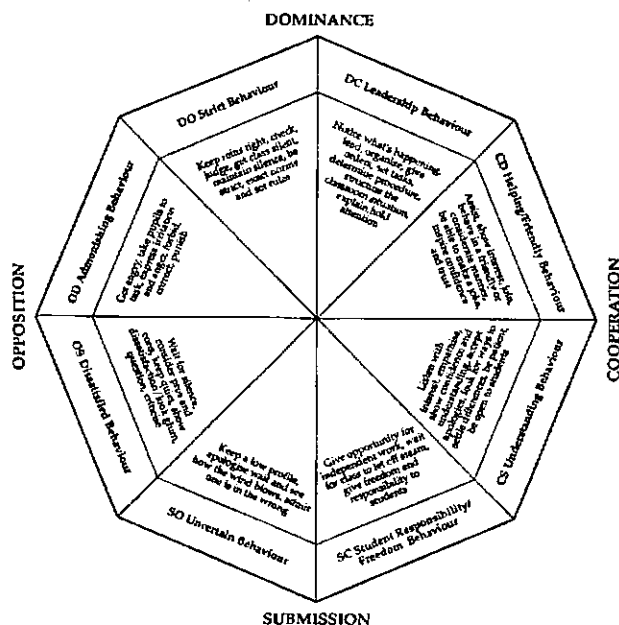 DOMINANCE
DC Leadership Behaviour
Notice what's happening,
lead, organize, give
orders, set tasks,
determine procedure,
structure the
classroom situation,
explain, hold
attention
CD Helping/Friendly Behaviour
Assist, show interest, join,
behave in a friendly or
considerate manner,
be able to make a joke,
inspire confidence
and trust
COOPERATION
CS Understanding Behaviour
Listen with
interest, empathize,
show confidence and
understanding, accept
apologies, look for ways to
settle differences, be patient,
be open to students
SC Student Responsibility/
Freedom Behaviour
Give opportunity for
independent work, wait
for class to let off steam,
give freedom and
responsibility to
students
SUBMISSION
SO Uncertain Behaviour
Keep a low profile,
apologise wait and see
how the wind blows, admit
one is in the wrong
OS Dissatisfied Behaviour
Wait for silence,
consider pros and
cons, keep quiet, show
dissatisfaction/look glum,
question, criticise
OPPOSITION
OD Admonishing Behaviour
Get angry, take pupils to
task, express irritation
and anger, forbid,
correct, punish
DO Strict Behaviour
Keep reins tight, check,
judge, get class silent,
maintain silence, be
strict, exact norms
and set rules